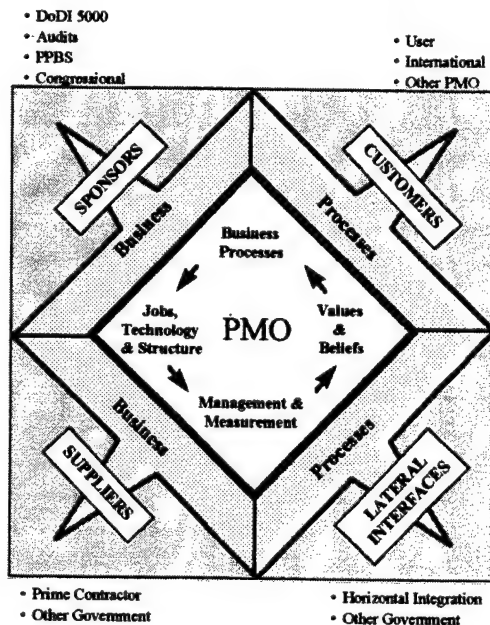 • DoDI 5000
• Audits
• PPBS
• Congressional
• User
• International
• Other PMO
SPONSORS
CUSTOMERS
Business
Processes
Business
Processes
Jobs,
Technology
& Structure
PMO
Values
&
Beliefs
Management &
Measurement
Business
Processes
SUPPLIERS
LATERAL
INTERFACES
• Prime Contractor
• Other Government
• Horizontal Integration
• Other Government